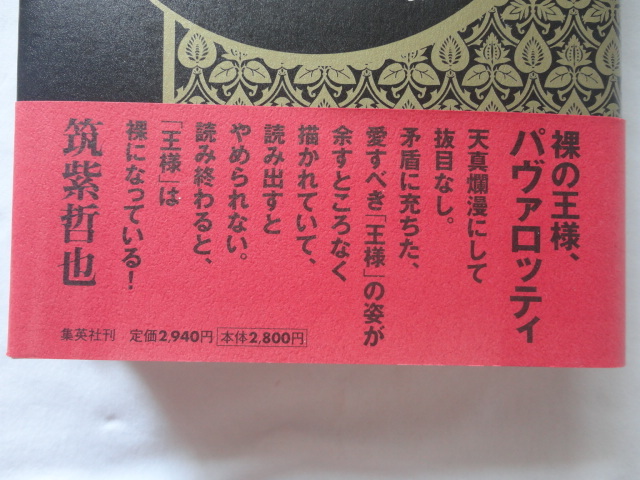 裸の王様、
パヴァロッティ
天真爛漫にして
抜目なし。
矛盾に充ちた、
愛すべき「王様」の姿が
余すところなく
描かれていて、
読み出すと
やめられない。
読み終わると、
「王様」は
裸になっている！
筑紫哲也
集英社刊 定価2,940円 本体2,800円